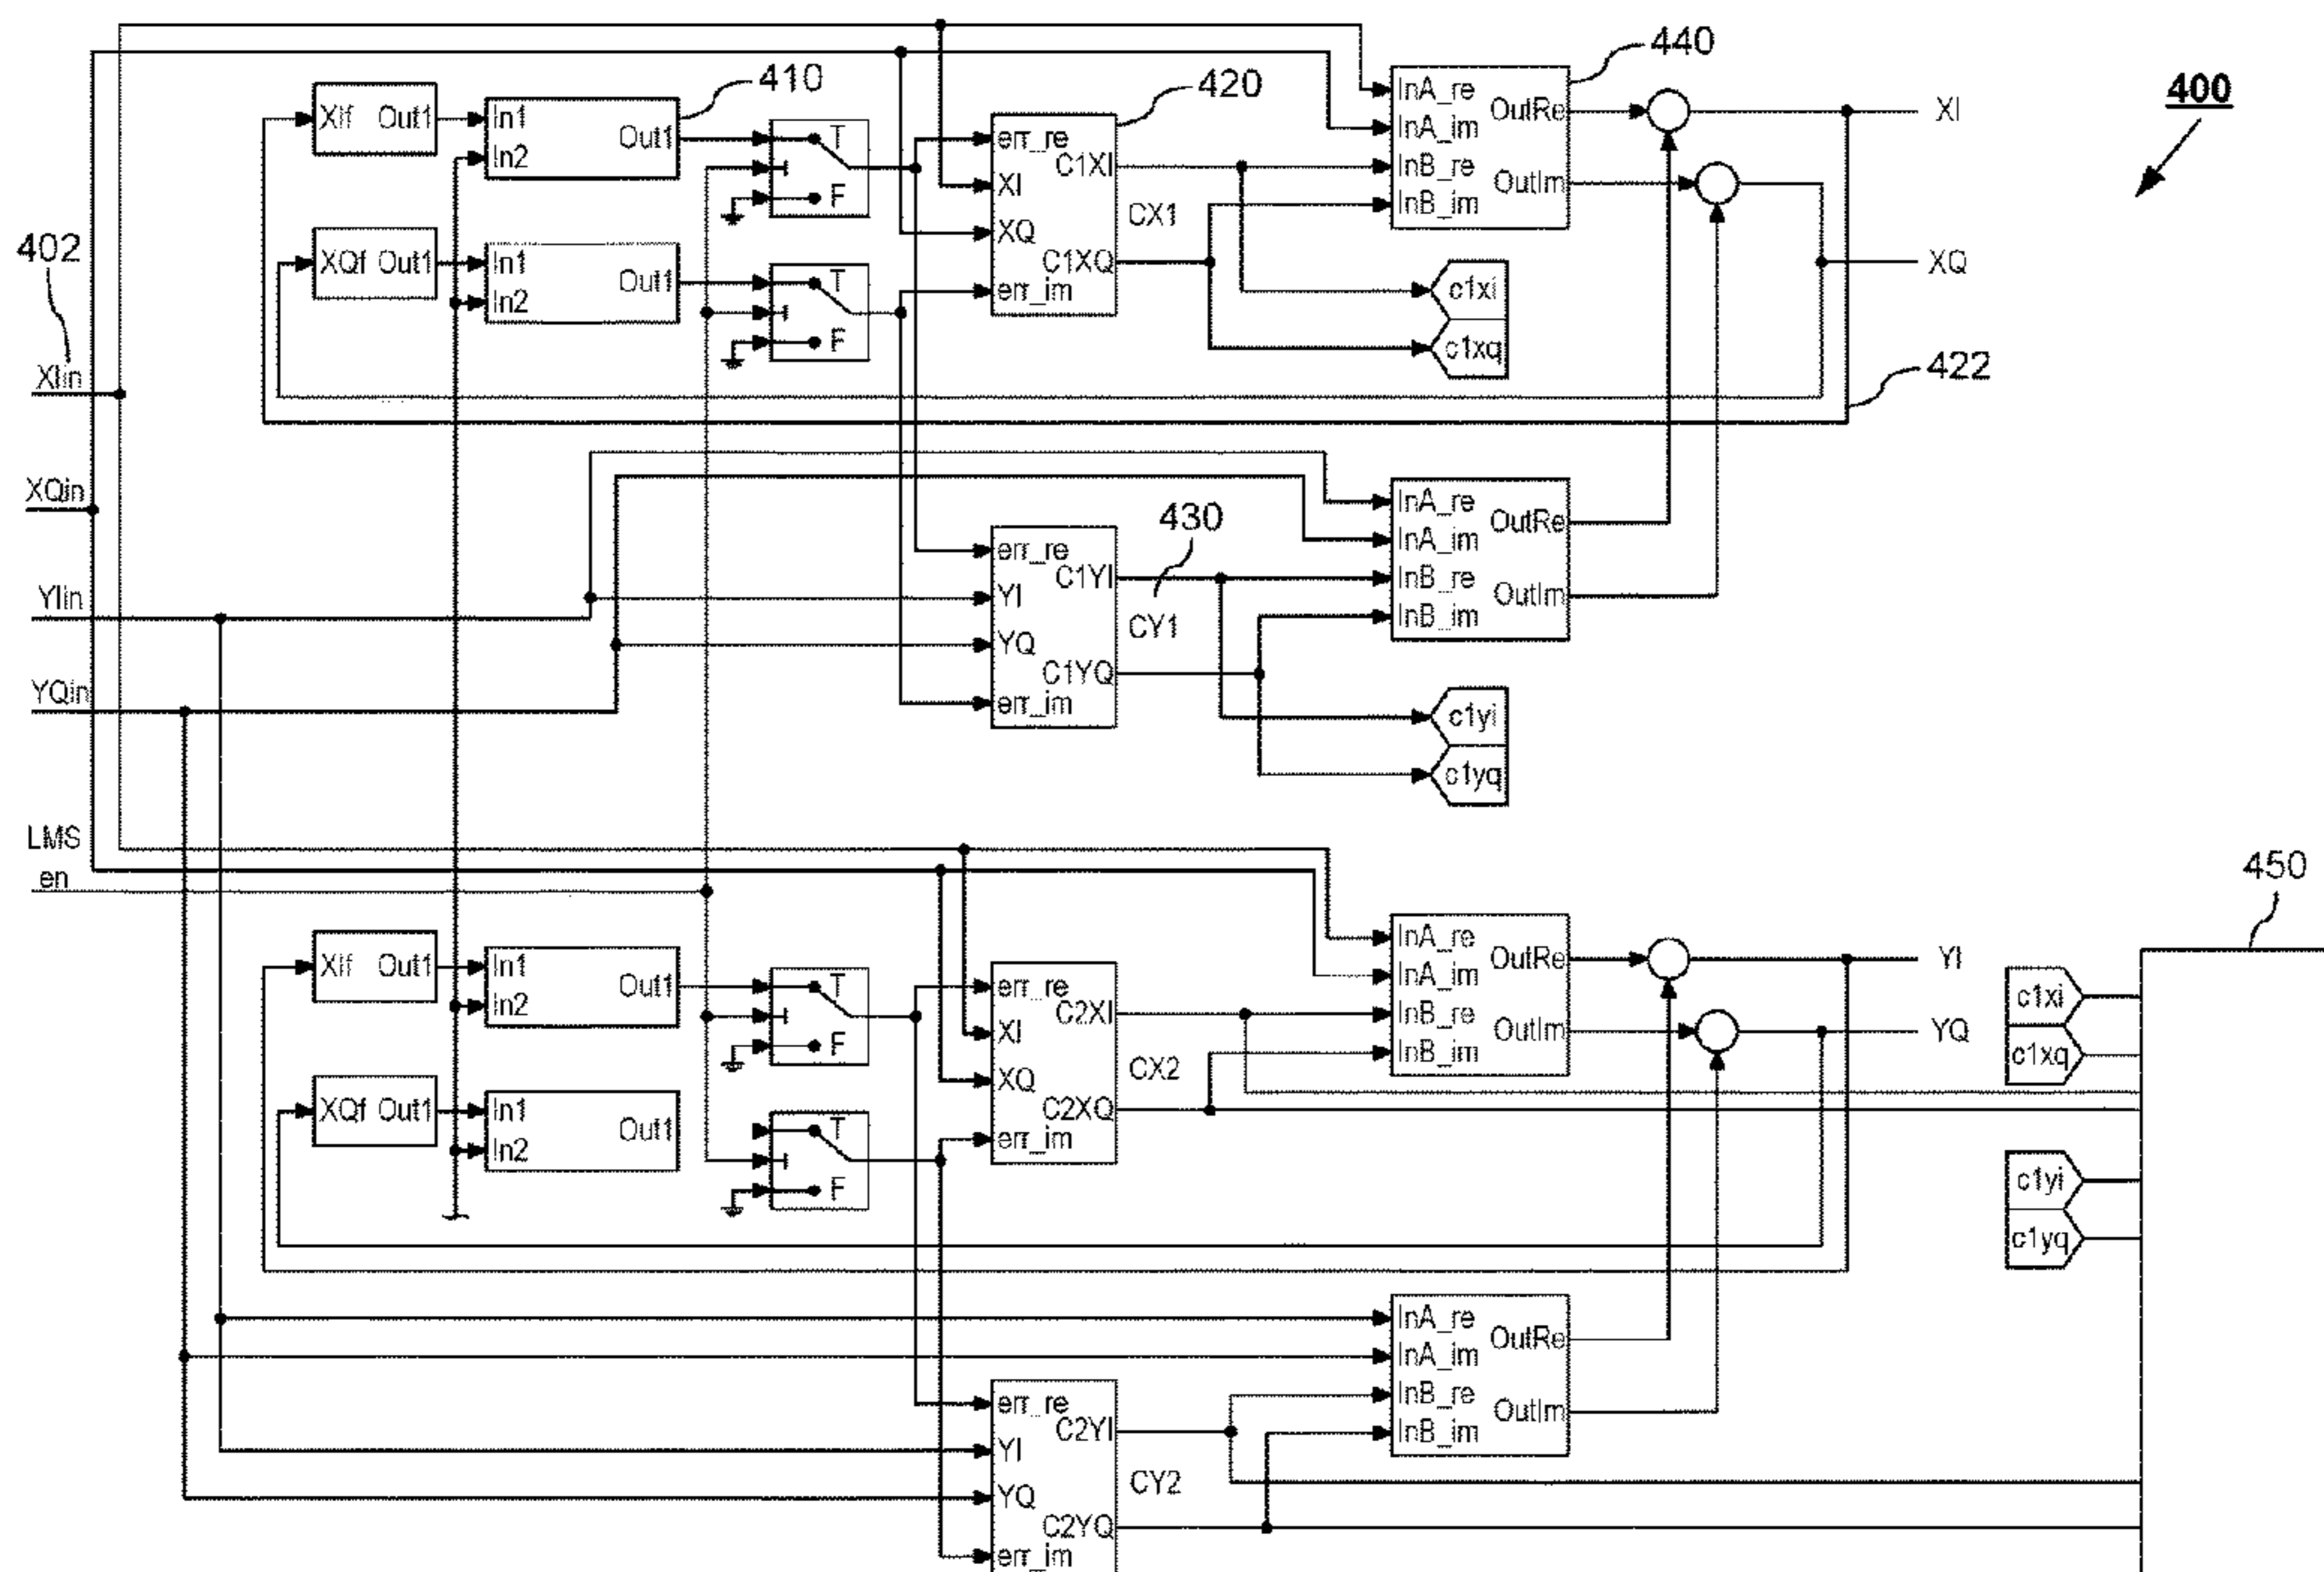 400
402
XIin
XQin
YIin
YQin
LMS
en
XIf Out1
In1
In2
Out1
410
T
F
XQf Out1
In1
In2
Out1
T
F
420
err_re
XI
XQ
err_im
C1XI
C1XQ
CX1
440
InA_re
InA_im
InB_re
InB_im
OutRe
OutIm
XI
XQ
c1xi
c1xq
422
430
err_re
YI
YQ
err_im
C1YI
C1YQ
CY1
InA_re
InA_im
InB_re
InB_im
OutRe
OutIm
c1yi
c1yq
XIf Out1
In1
In2
Out1
T
F
XQf Out1
In1
In2
Out1
T
F
err_re
XI
XQ
err_im
C2XI
C2XQ
CX2
InA_re
InA_im
InB_re
InB_im
OutRe
OutIm
YI
YQ
450
c1xi
c1xq
c1yi
c1yq
err_re
YI
YQ
err_im
C2YI
C2YQ
CY2
InA_re
InA_im
InB_re
InB_im
OutRe
OutIm